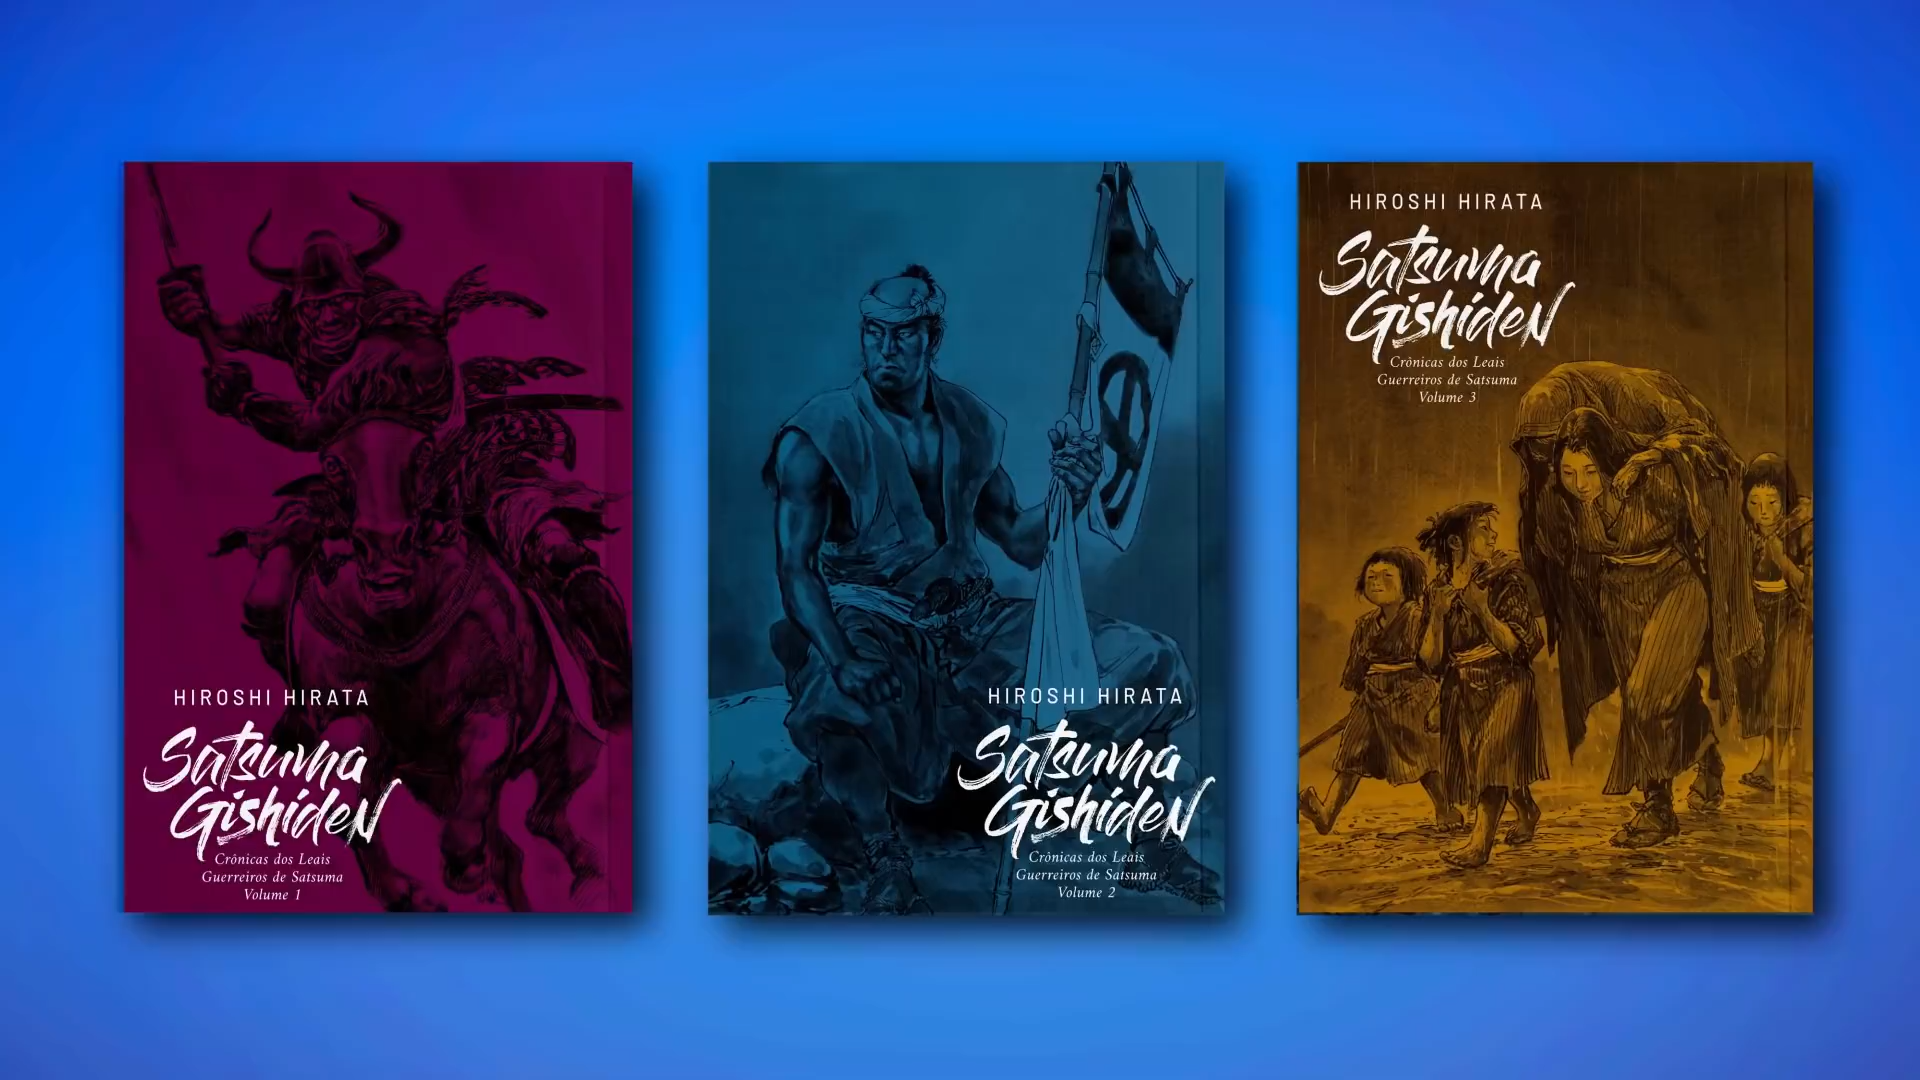 HIROSHI HIRATA
Satsuma
Gishiden
Crônicas dos Leais
Guerreiros de Satsuma
Volume 1
HIROSHI HIRATA
Satsuma
Gishiden
Crônicas dos Leais
Guerreiros de Satsuma
Volume 2
HIROSHI HIRATA
Satsuma
Gishiden
Crônicas dos Leais
Guerreiros de Satsuma
Volume 3